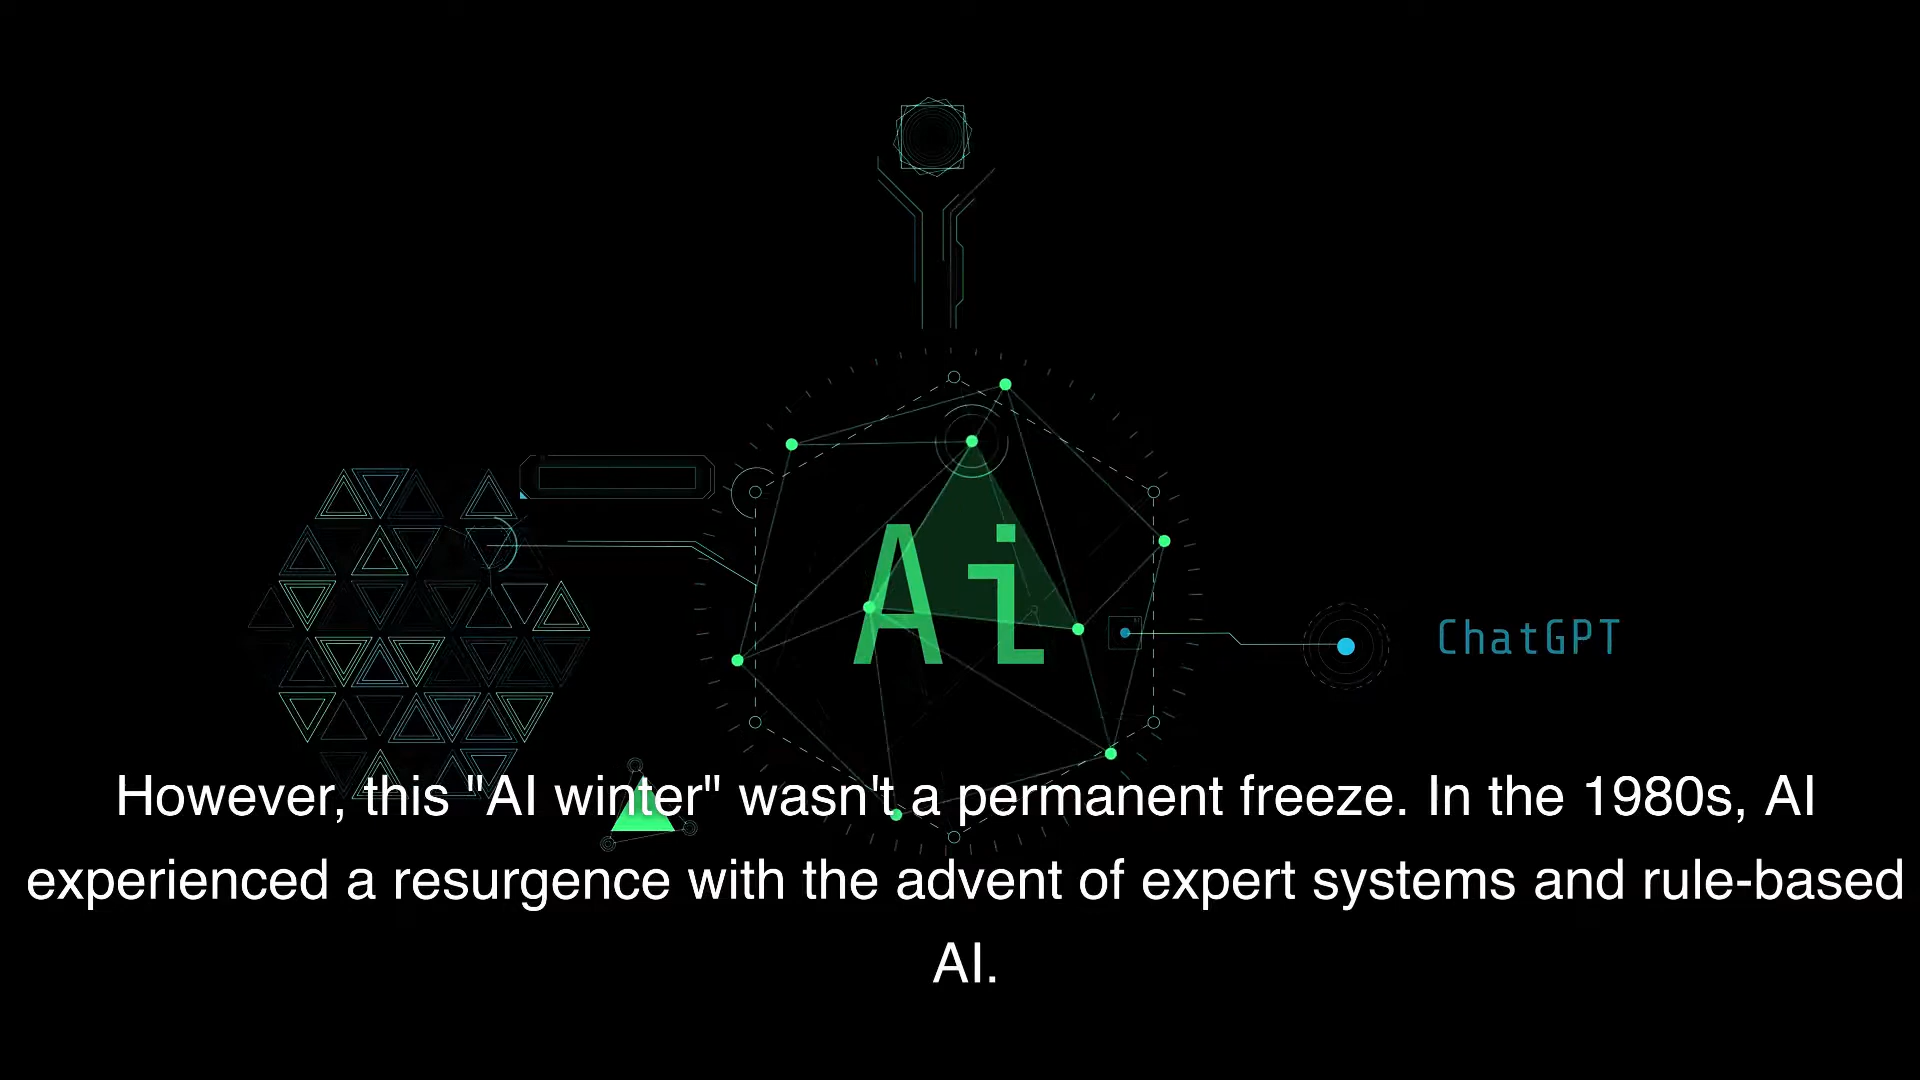 Ai
ChatGPT
However, this "AI winter" wasn't a permanent freeze. In the 1980s, AI
experienced a resurgence with the advent of expert systems and rule-based
AI.